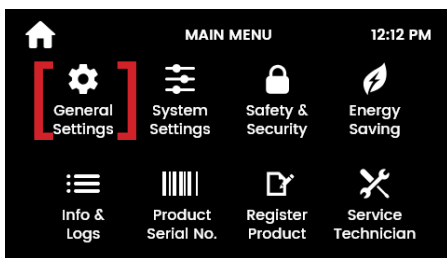 MAIN MENU 12:12 PM
General Settings
System Settings
Safety & Security
Energy Saving
Info & Logs
Product Serial No.
Register Product
Service Technician